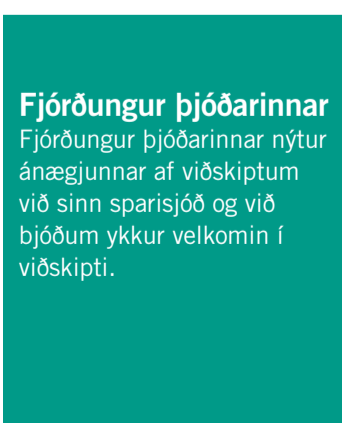 Fjórðungur þjóðarinnar
Fjórðungur þjóðarinnar nýtur
ánægjunnar af viðskiptum
við sinn sparisjóð og við
bjóðum ykkur velkomin í
viðskipti.